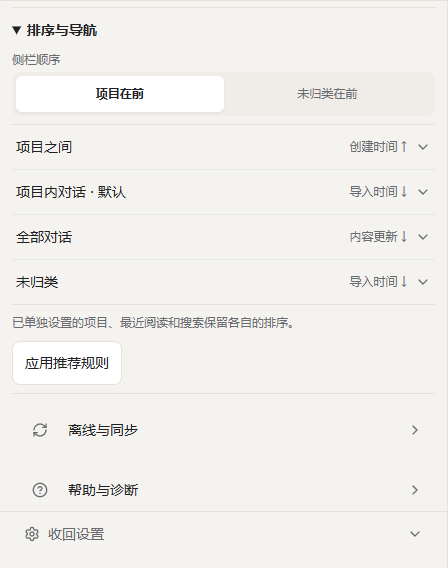 ▼ 排序与导航
侧栏顺序
项目在前 未归类在前
项目之间 创建时间↑
项目内对话 · 默认 导入时间↓
全部对话 内容更新↓
未归类 导入时间↓
已单独设置的项目、最近阅读和搜索保留各自的排序。
应用推荐规则
离线与同步
帮助与诊断
收回设置